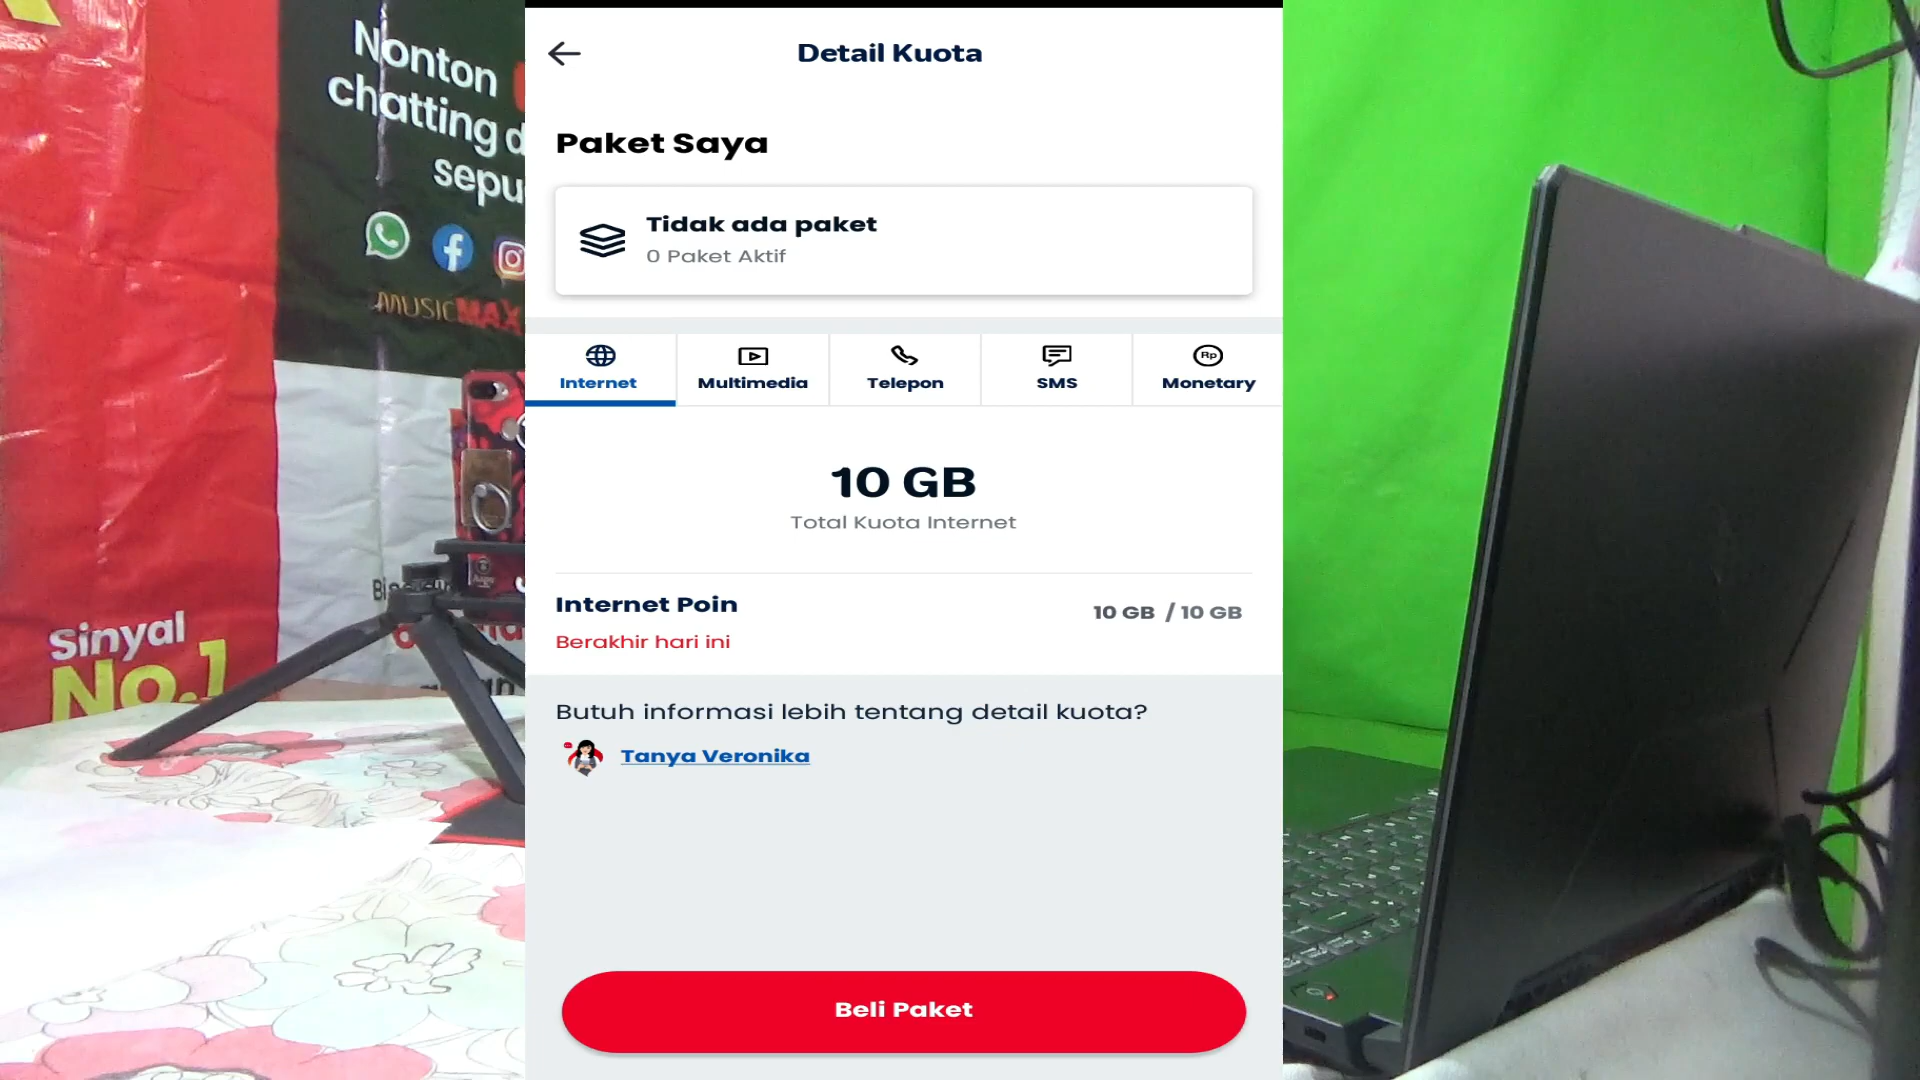 Nonton
chatting d
sepu
MUSICMAX
Sinyal
No.1
Detail Kuota
Paket Saya
Tidak ada paket
0 Paket Aktif
Internet
Multimedia
Telepon
SMS
Rp
Monetary
10 GB
Total Kuota Internet
Internet Poin
10 GB / 10 GB
Berakhir hari ini
Butuh informasi lebih tentang detail kuota?
Tanya Veronika
Beli Paket